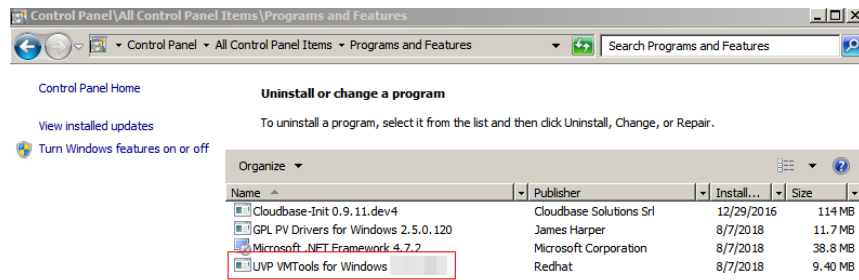 Control Panel\All Control Panel Items\Programs and Features
Control Panel All Control Panel Items Programs and Features Search Programs and Features
Control Panel Home
Uninstall or change a program
View installed updates
To uninstall a program, select it from the list and then click Uninstall, Change, or Repair.
Turn Windows features on or off
Organize
Name Publisher Install... Size
Cloudbase-Init 0.9.11.dev4 Cloudbase Solutions Srl 12/29/2016 114 MB
GPL PV Drivers for Windows 2.5.0.120 James Harper 8/7/2018 11.7 MB
Microsoft .NET Framework 4.7.2 Microsoft Corporation 8/7/2018 38.8 MB
UVP VMTools for Windows Redhat 8/7/2018 9.40 MB